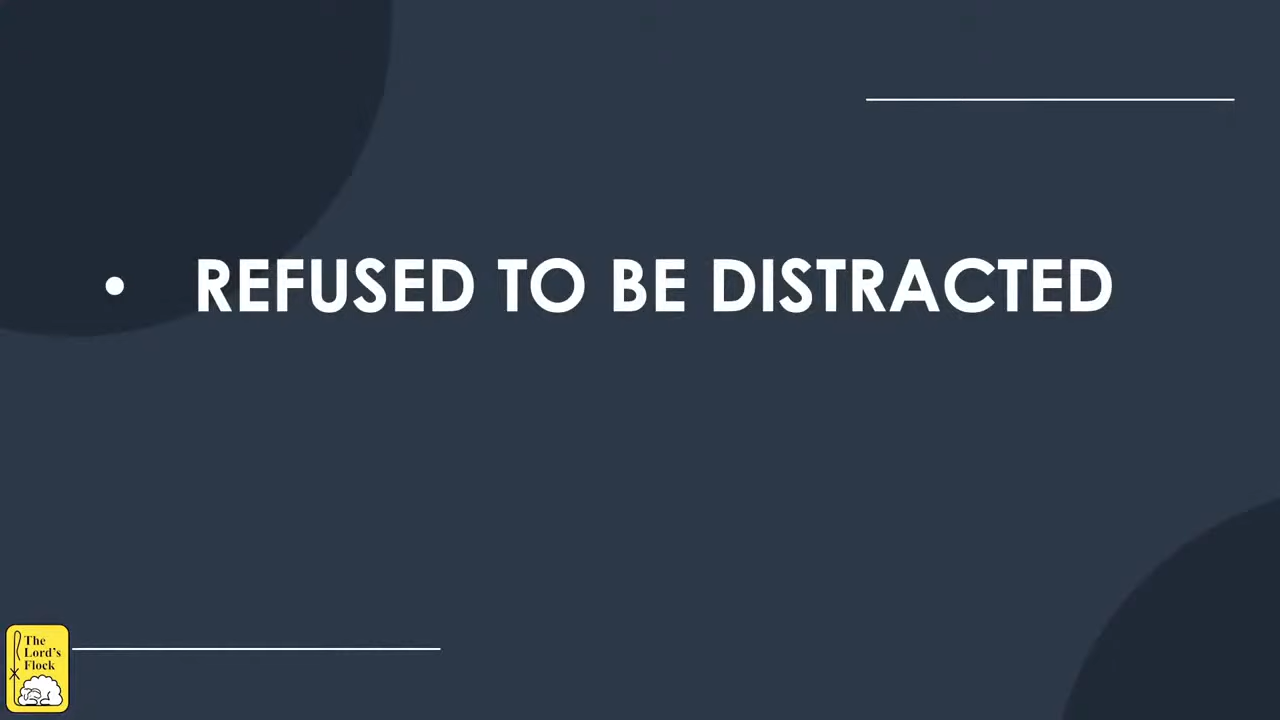 • REFUSED TO BE DISTRACTED
The
Lord's
Flock